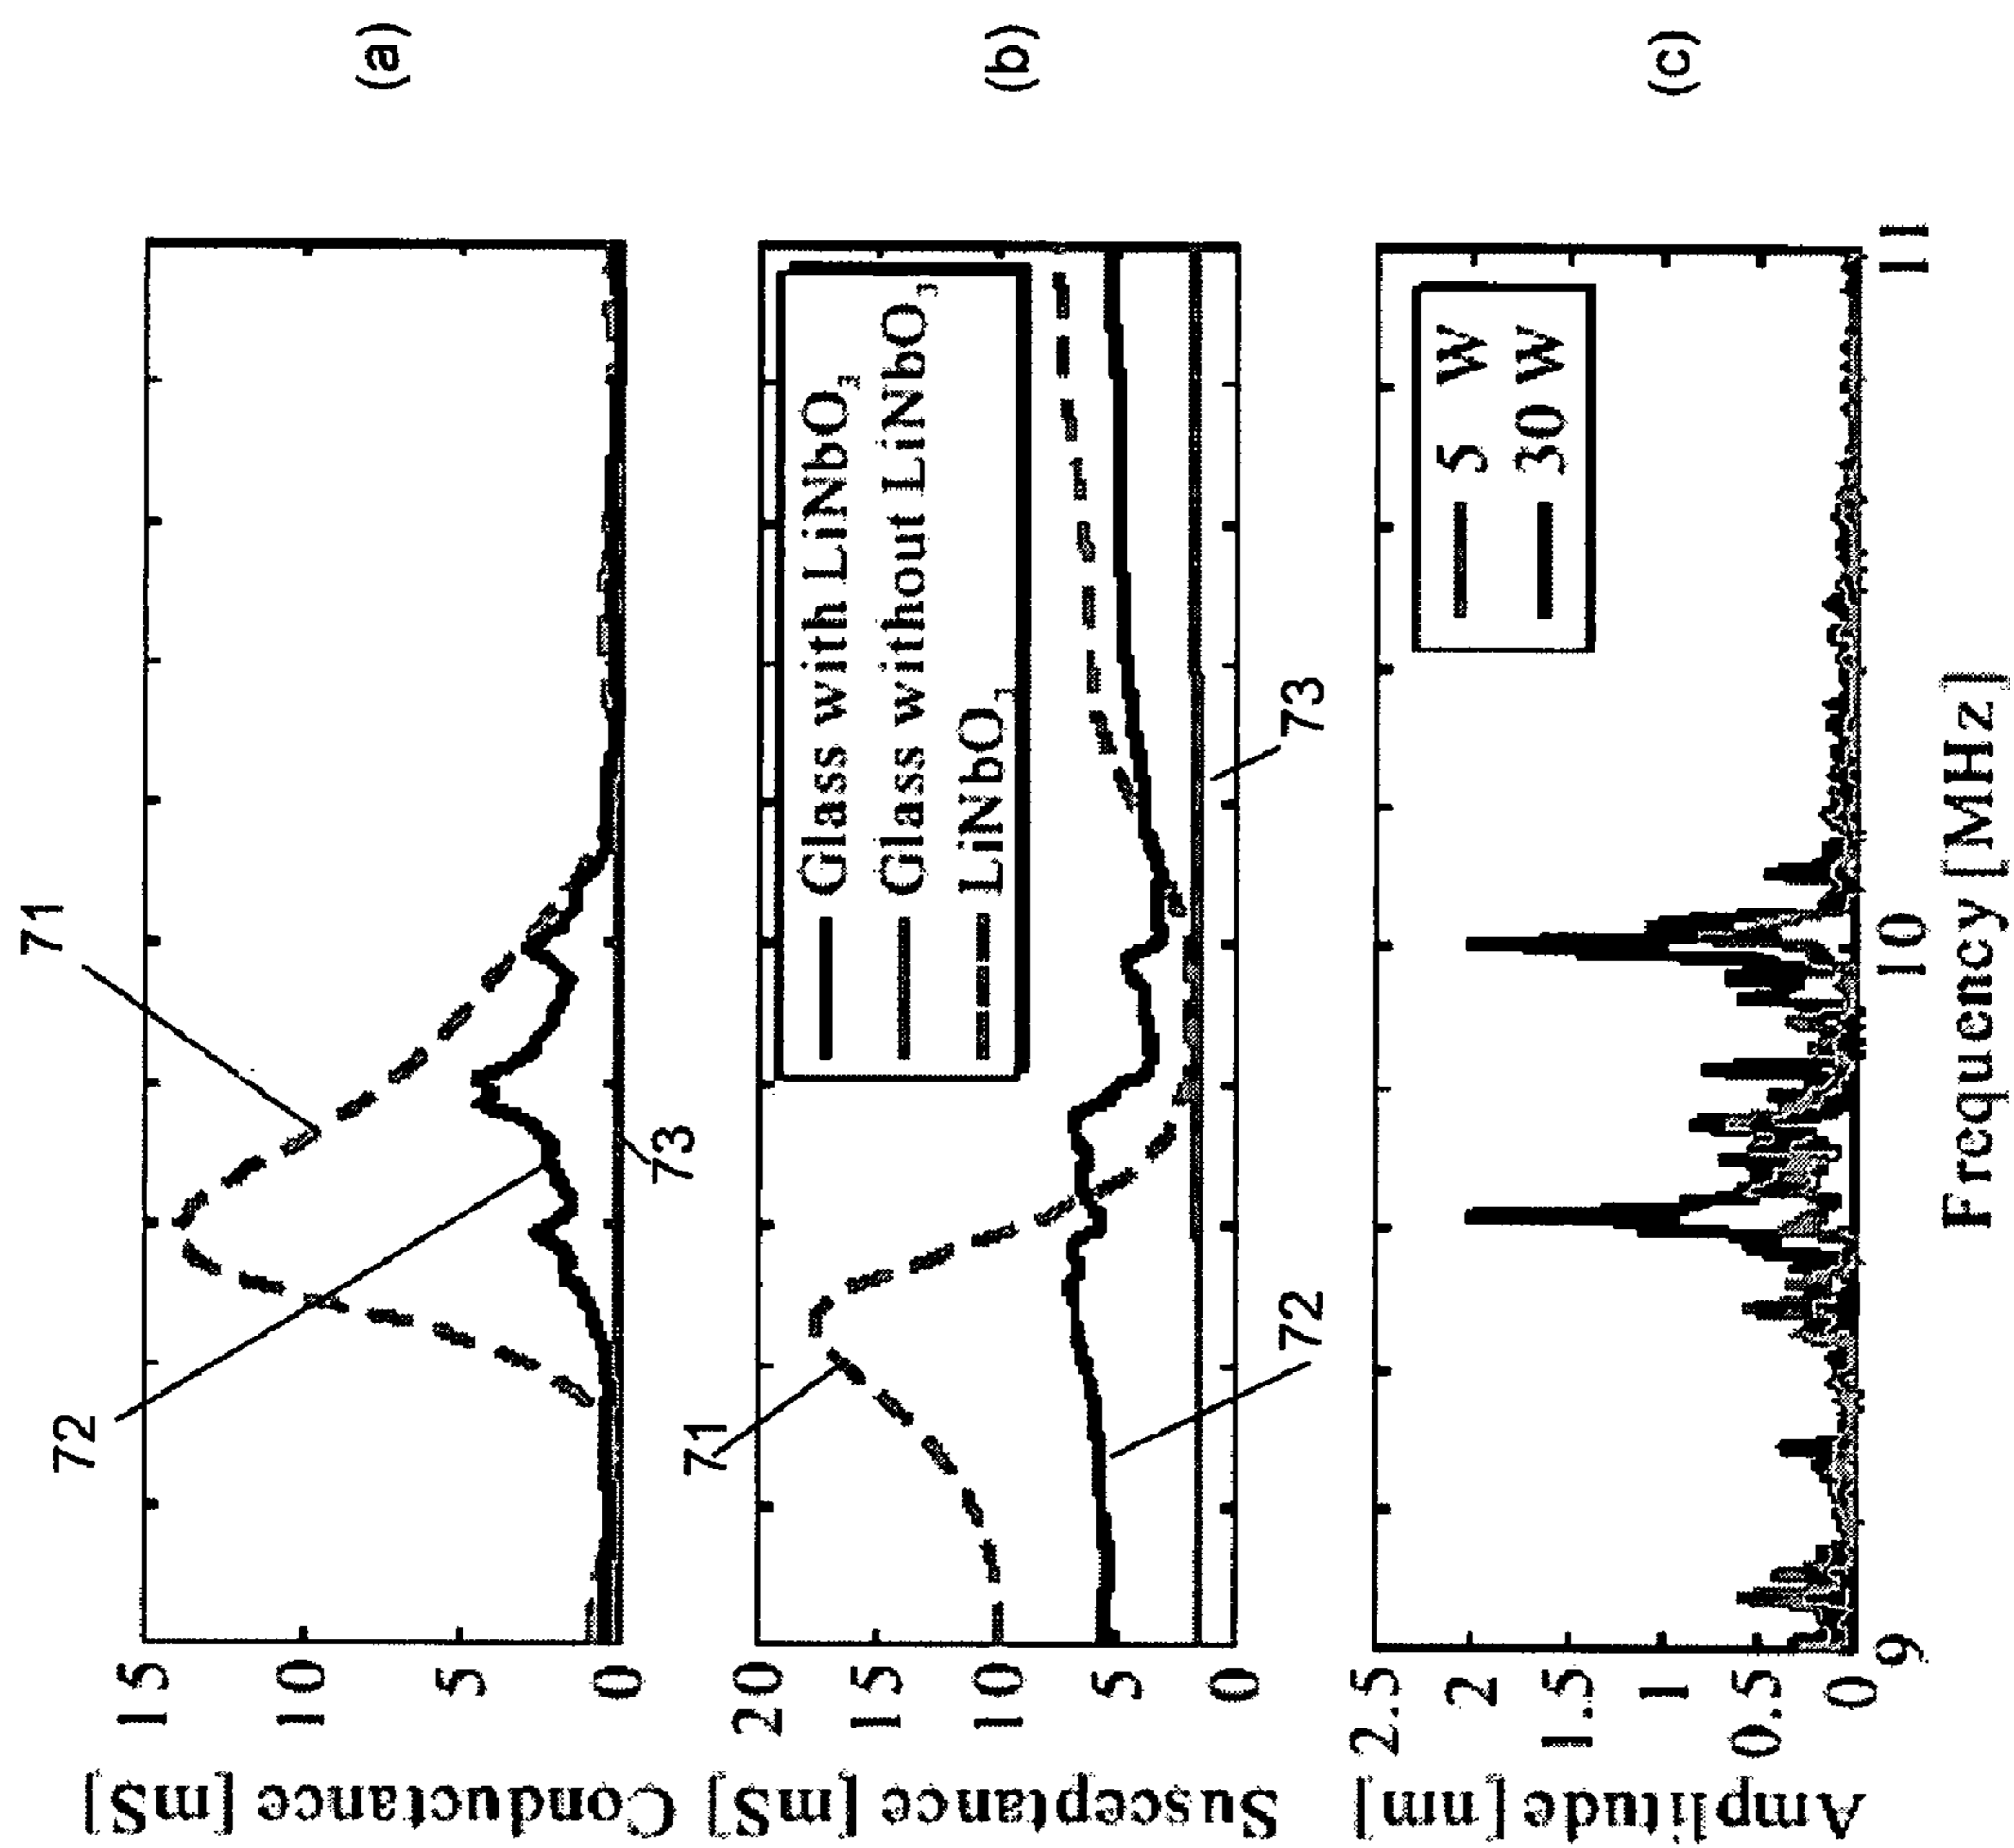 Conductance [mS]
15
10
5
0
71
72
73
(a)
Susceptance [mS]
20
15
10
5
0
Glass with LiNbO₃
Glass without LiNbO₃
LiNbO₃
71
72
73
(b)
Amplitude [nm]
2.5
2
1.5
1
0.5
0
5 W
30 W
(c)
9
10
11
Frequency [MHz]